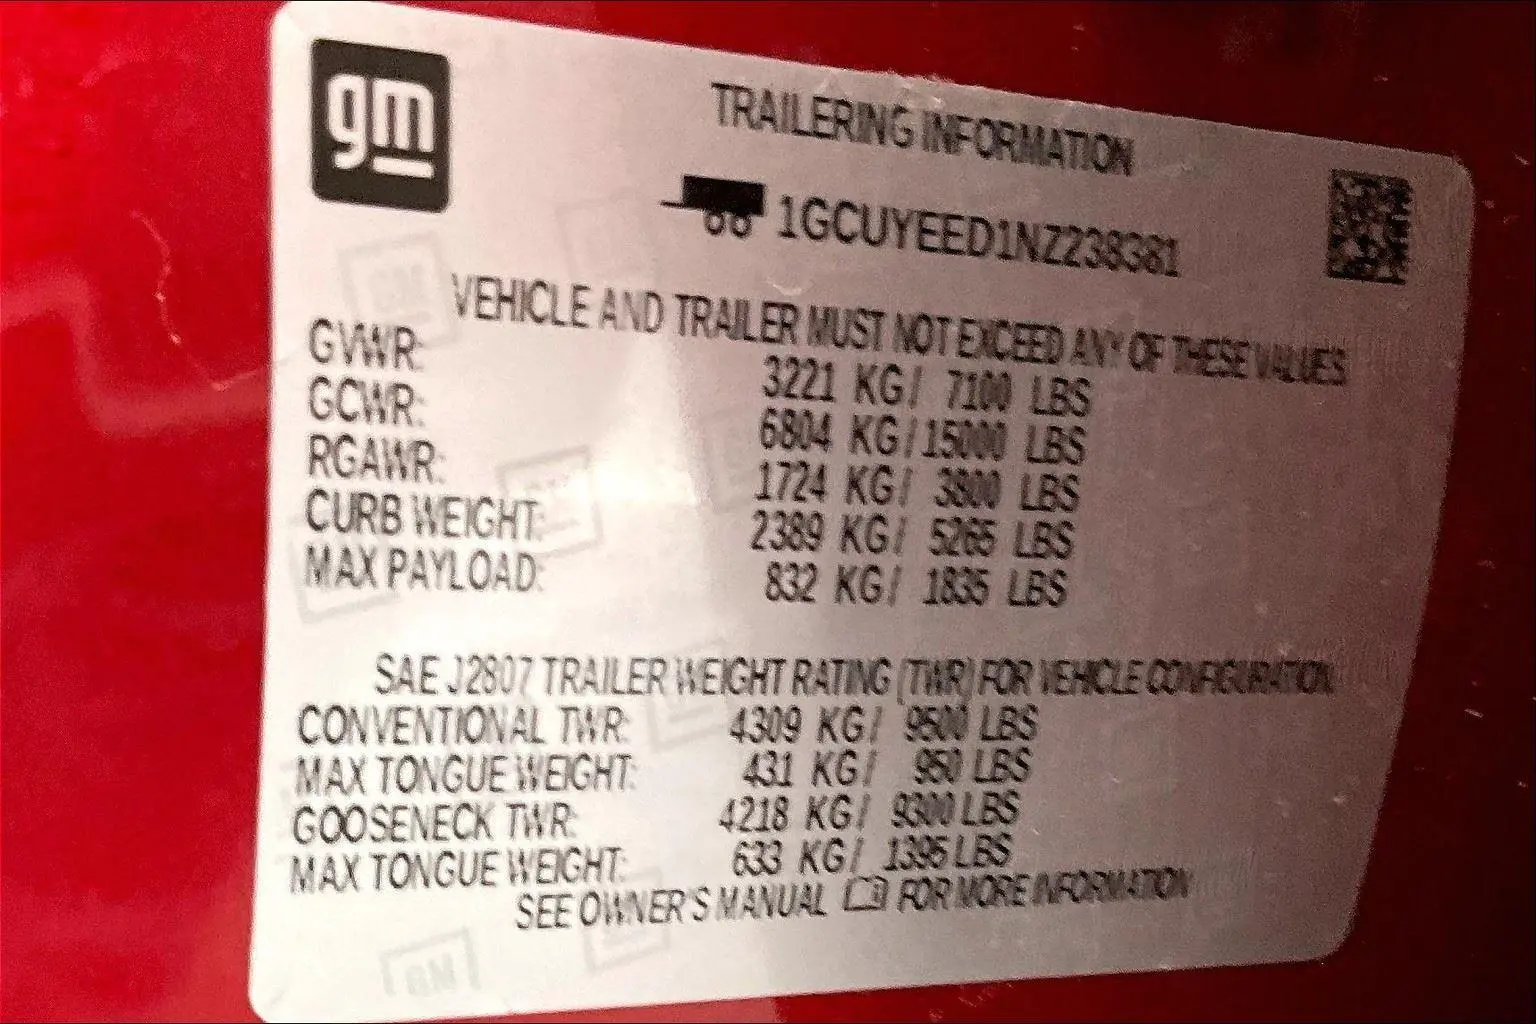 gm
TRAILERING INFORMATION
1GCUYEED1NZ238381
VEHICLE AND TRAILER MUST NOT EXCEED ANY OF THESE VALUES
GVWR: 3221 KG/ 7100 LBS
GCWR: 6804 KG/15000 LBS
RGAWR: 1724 KG/ 3800 LBS
CURB WEIGHT: 2389 KG/ 5265 LBS
MAX PAYLOAD: 832 KG/ 1835 LBS
SAE J2807 TRAILER WEIGHT RATING (TWR) FOR VEHICLE CONFIGURATION
CONVENTIONAL TWR: 4309 KG/ 9500 LBS
MAX TONGUE WEIGHT: 431 KG/ 950 LBS
GOOSENECK TWR: 4218 KG/ 9300 LBS
MAX TONGUE WEIGHT: 633 KG/ 1395 LBS
SEE OWNER'S MANUAL FOR MORE INFORMATION
GM